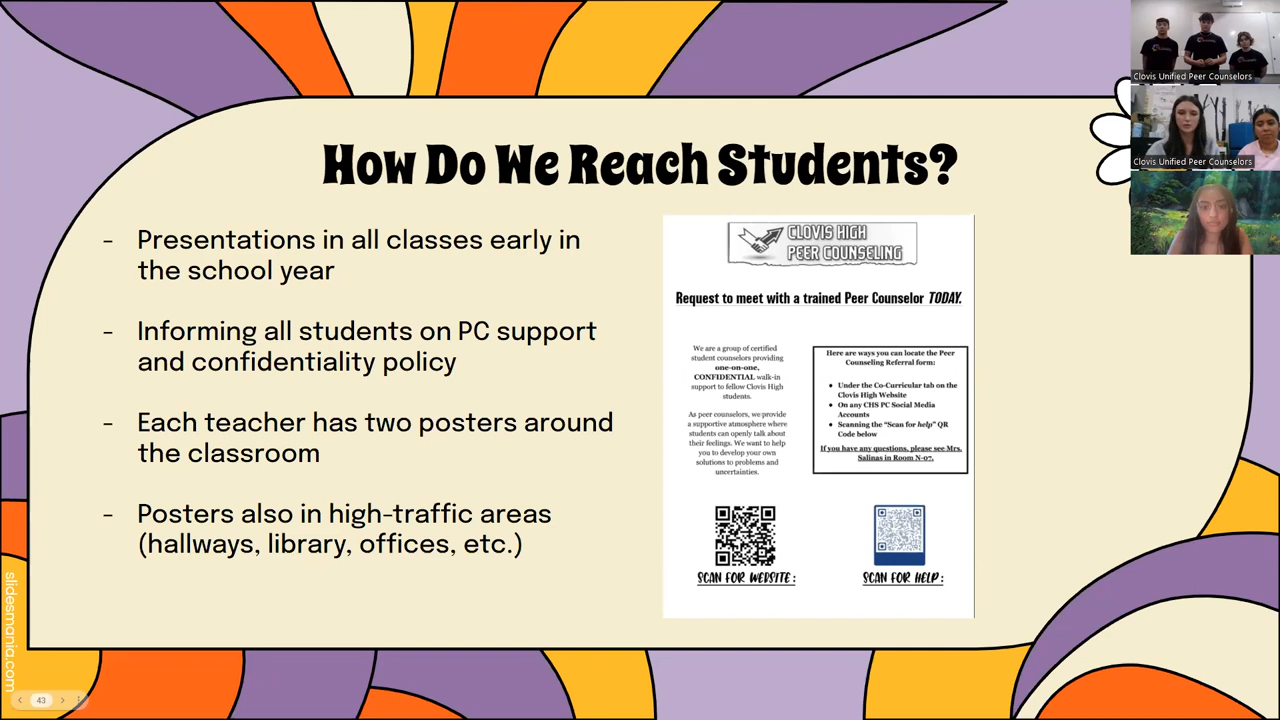 How Do We Reach Students?
- Presentations in all classes early in
the school year
- Informing all students on PC support
and confidentiality policy
- Each teacher has two posters around
the classroom
- Posters also in high-traffic areas
(hallways, library, offices, etc.)
CLOVIS HIGH
PEER COUNSELING
Request to meet with a trained Peer Counselor TODAY.
We are a group of certified
student counselors providing
one-on-one,
CONFIDENTIAL walk-in
support to fellow Clovis High
students.
As peer counselors, we provide
a supportive atmosphere where
students can openly talk about
their feelings. We want to help
you to develop your own
solutions to problems and
uncertainties.
Here are ways you can locate the Peer
Counseling Referral form:
● Under the Co-Curricular tab on the
Clovis High Website
● On any CHS PC Social Media
Accounts
● Scanning the "Scan for help" QR
Code below
If you have any questions, please see Mrs.
Salinas in Room N-07.
SCAN FOR WEBSITE:
SCAN FOR HELP:
Clovis Unified Peer Counselors
Clovis Unified Peer Counselors
slidesmania.com
43